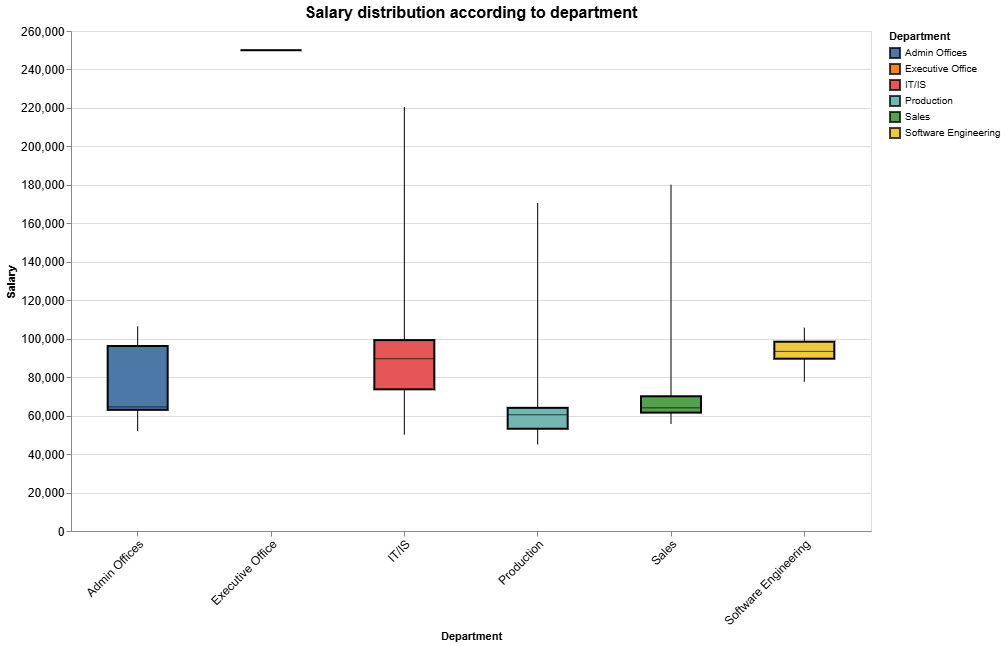 Salary distribution according to department
260,000
240,000
220,000
200,000
180,000
160,000
140,000
120,000
100,000
80,000
60,000
40,000
20,000
0
Salary
Admin Offices
Executive Office
IT/IS
Production
Sales
Software Engineering
Department
Department
Admin Offices
Executive Office
IT/IS
Production
Sales
Software Engineering